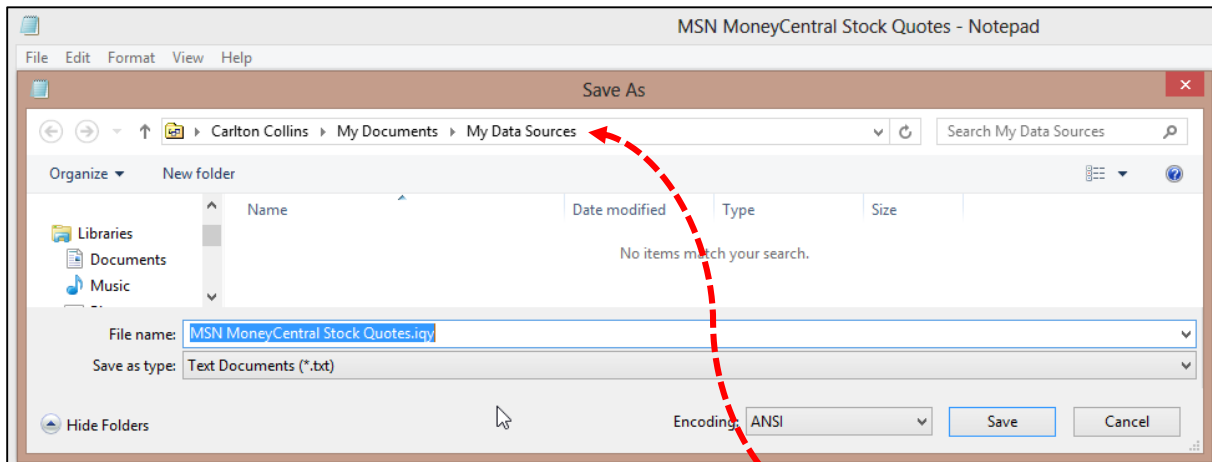 MSN MoneyCentral Stock Quotes - Notepad
File Edit Format View Help
Save As
Carlton Collins My Documents My Data Sources
Search My Data Sources
Organize New folder
Name Date modified Type Size
Libraries
Documents
Music
No items match your search.
File name: MSN MoneyCentral Stock Quotes.iqy
Save as type: Text Documents (*.txt)
Hide Folders
Encoding: ANSI
Save
Cancel